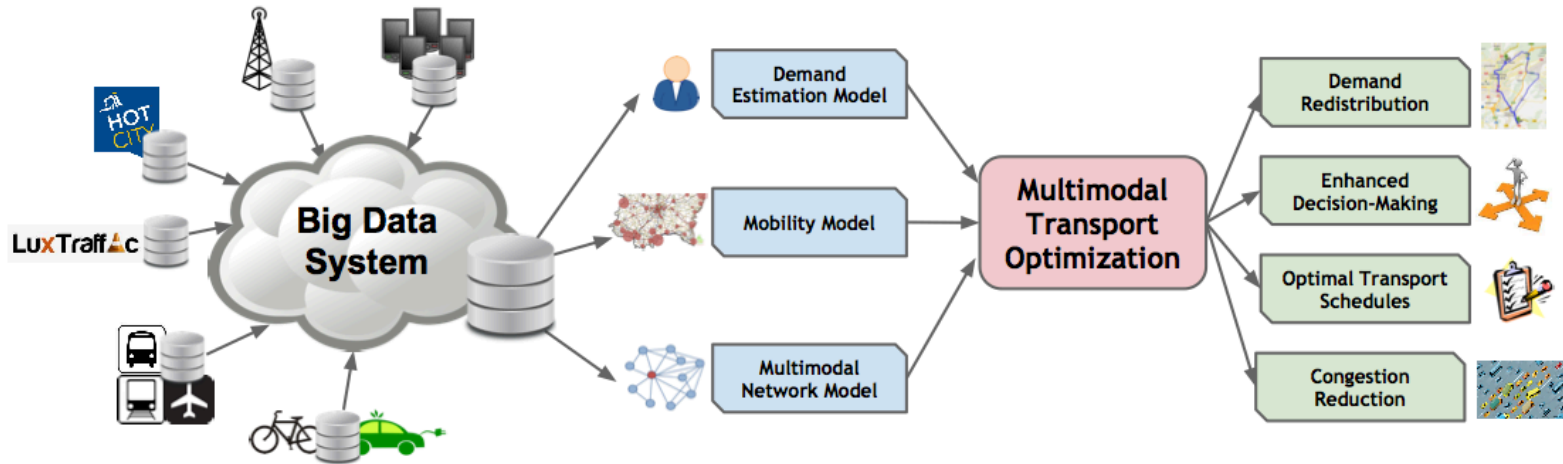 HOT
CITY
LuxTraffic
Big Data
System
Demand
Estimation Model
Mobility Model
Multimodal
Network Model
Multimodal
Transport
Optimization
Demand
Redistribution
Enhanced
Decision-Making
Optimal Transport
Schedules
Congestion
Reduction